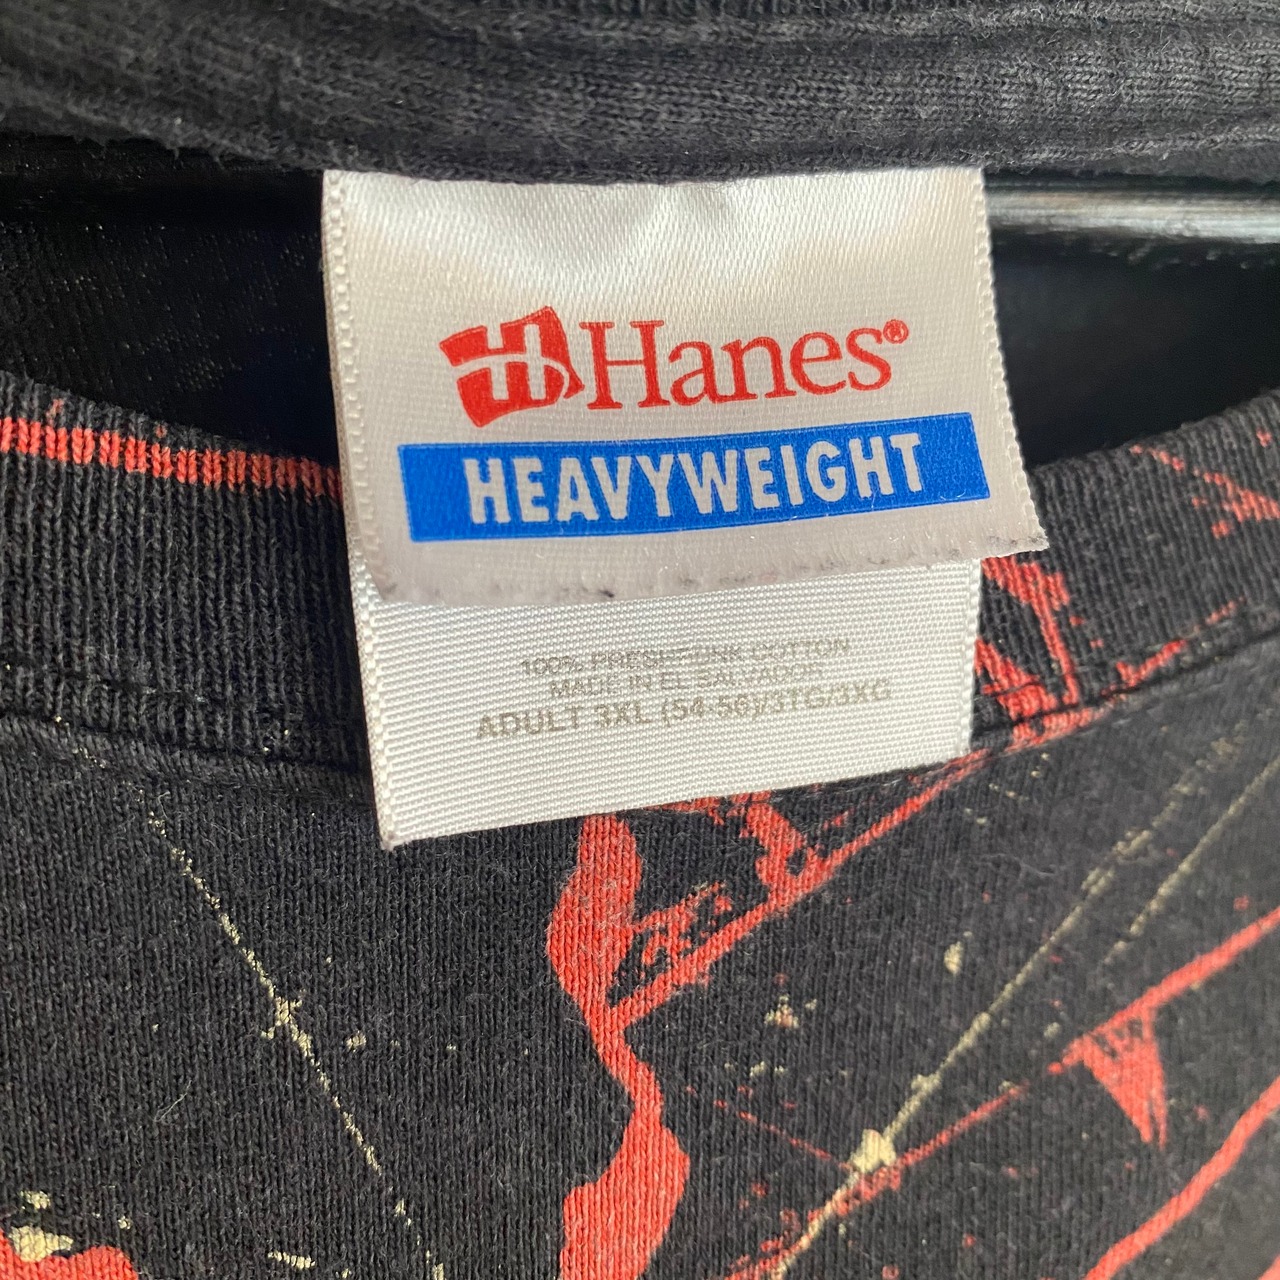 Hanes®
HEAVYWEIGHT
100% PRESHRUNK COTTON
MADE IN EL SALVADOR
ADULT 3XL (54-56)/3TG/3XG